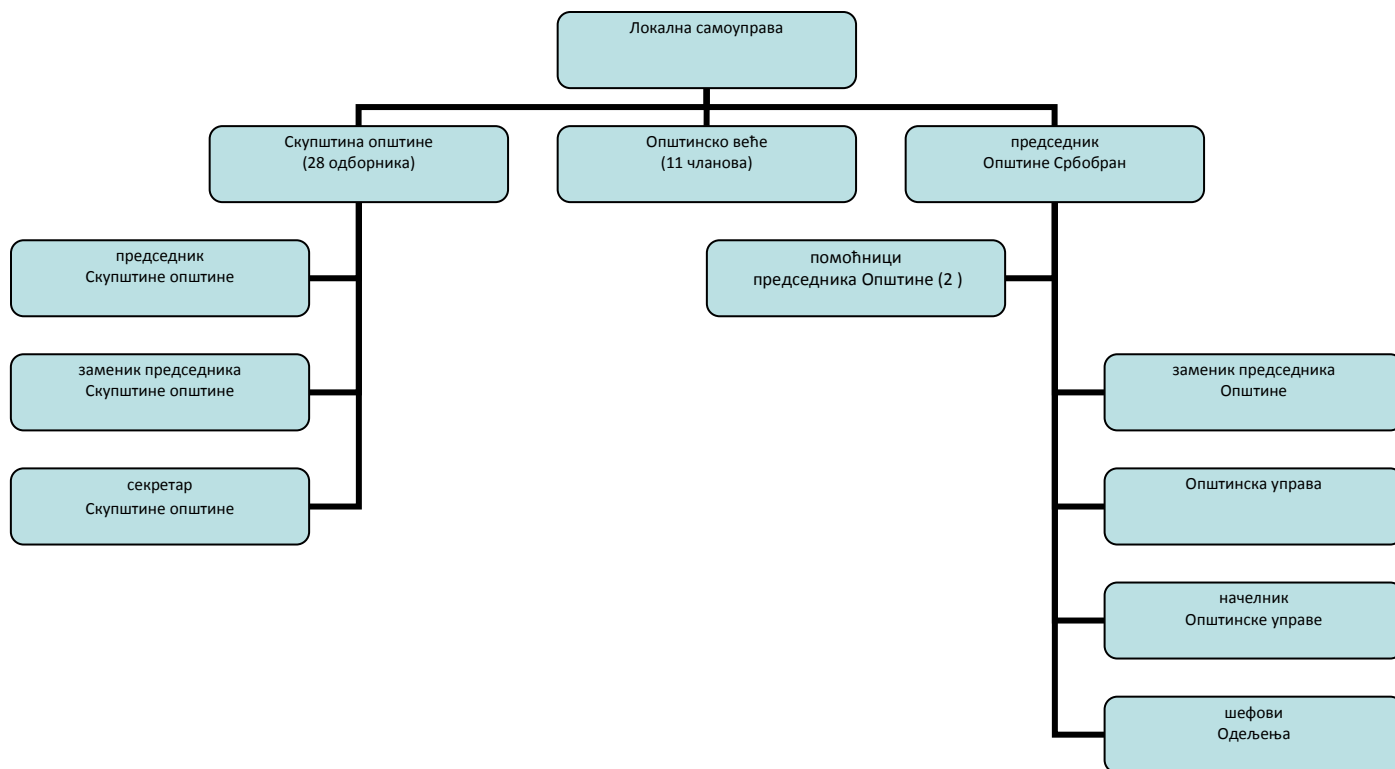 Локална самоуправа
Скупштина општине
(28 одборника)
Општинско веће
(11 чланова)
председник
Општине Србобран
председник
Скупштине општине
помоћници
председника Општине (2 )
заменик председника
Скупштине општине
заменик председника
Општине
секретар
Скупштине општине
Општинска управа
начелник
Општинске управе
шефови
Одељења